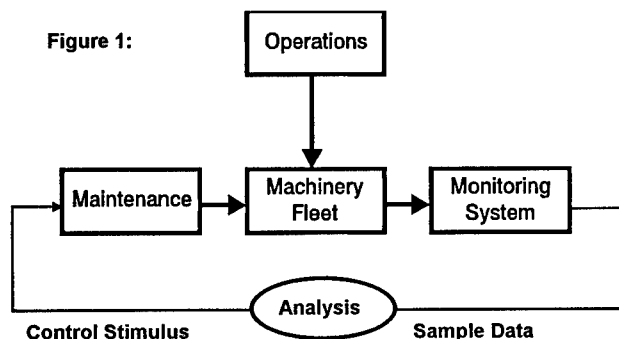 Figure 1:
Operations
Maintenance
Machinery
Fleet
Monitoring
System
Analysis
Control Stimulus
Sample Data